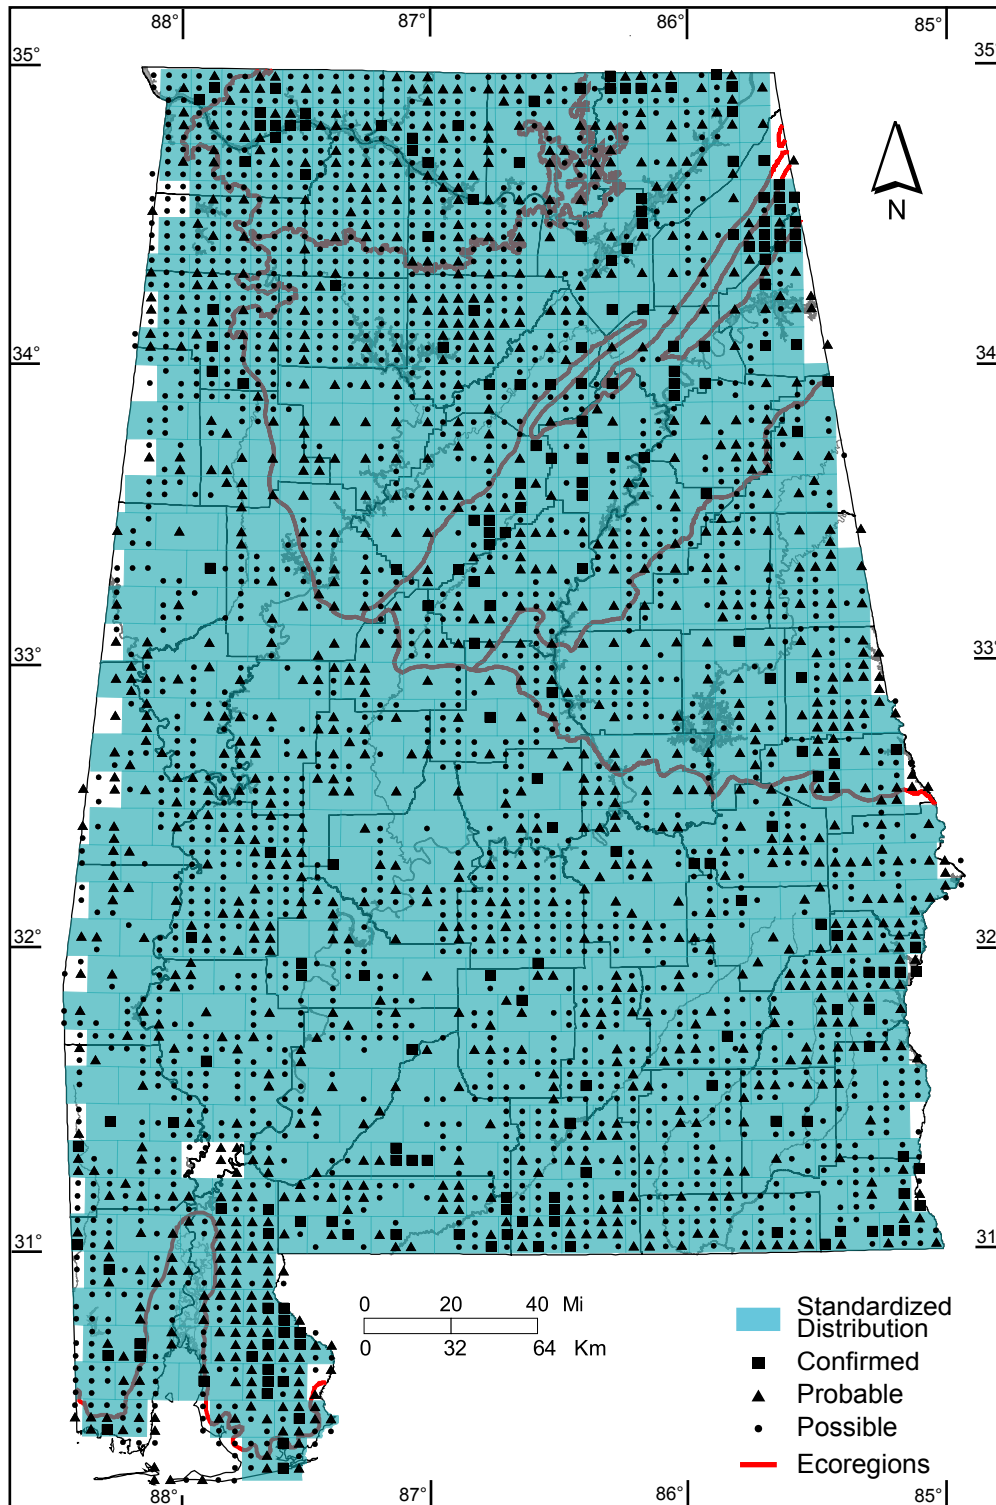 88°
87°
86°
85°
35°
35°
N
34°
34
33°
33°
32°
32
31°
31
0 20 40 Mi
0 32 64 Km
Standardized
Distribution
Confirmed
Probable
Possible
Ecoregions
88°
87°
86°
85°